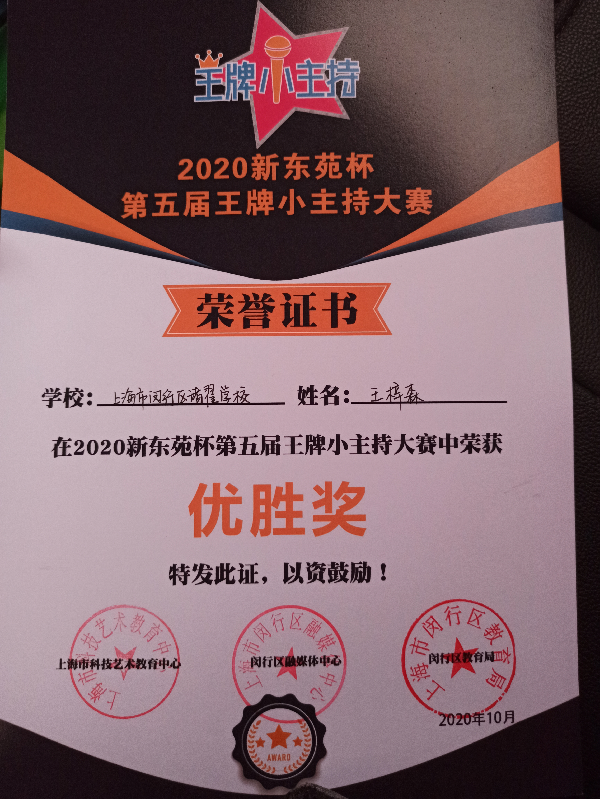 王牌小主持
2020新东苑杯
第五届王牌小主持大赛
荣誉证书
学校：上海市闵行区诸翟学校 姓名：王梓森
在2020新东苑杯第五届王牌小主持大赛中荣获
优胜奖
特发此证，以资鼓励！
上海市科技艺术教育中心
上海市科技艺术教育中心
上海市闵行区融媒体中心
闵行区融媒体中心
上海市闵行区教育局
闵行区教育局
2020年10月
AWARD